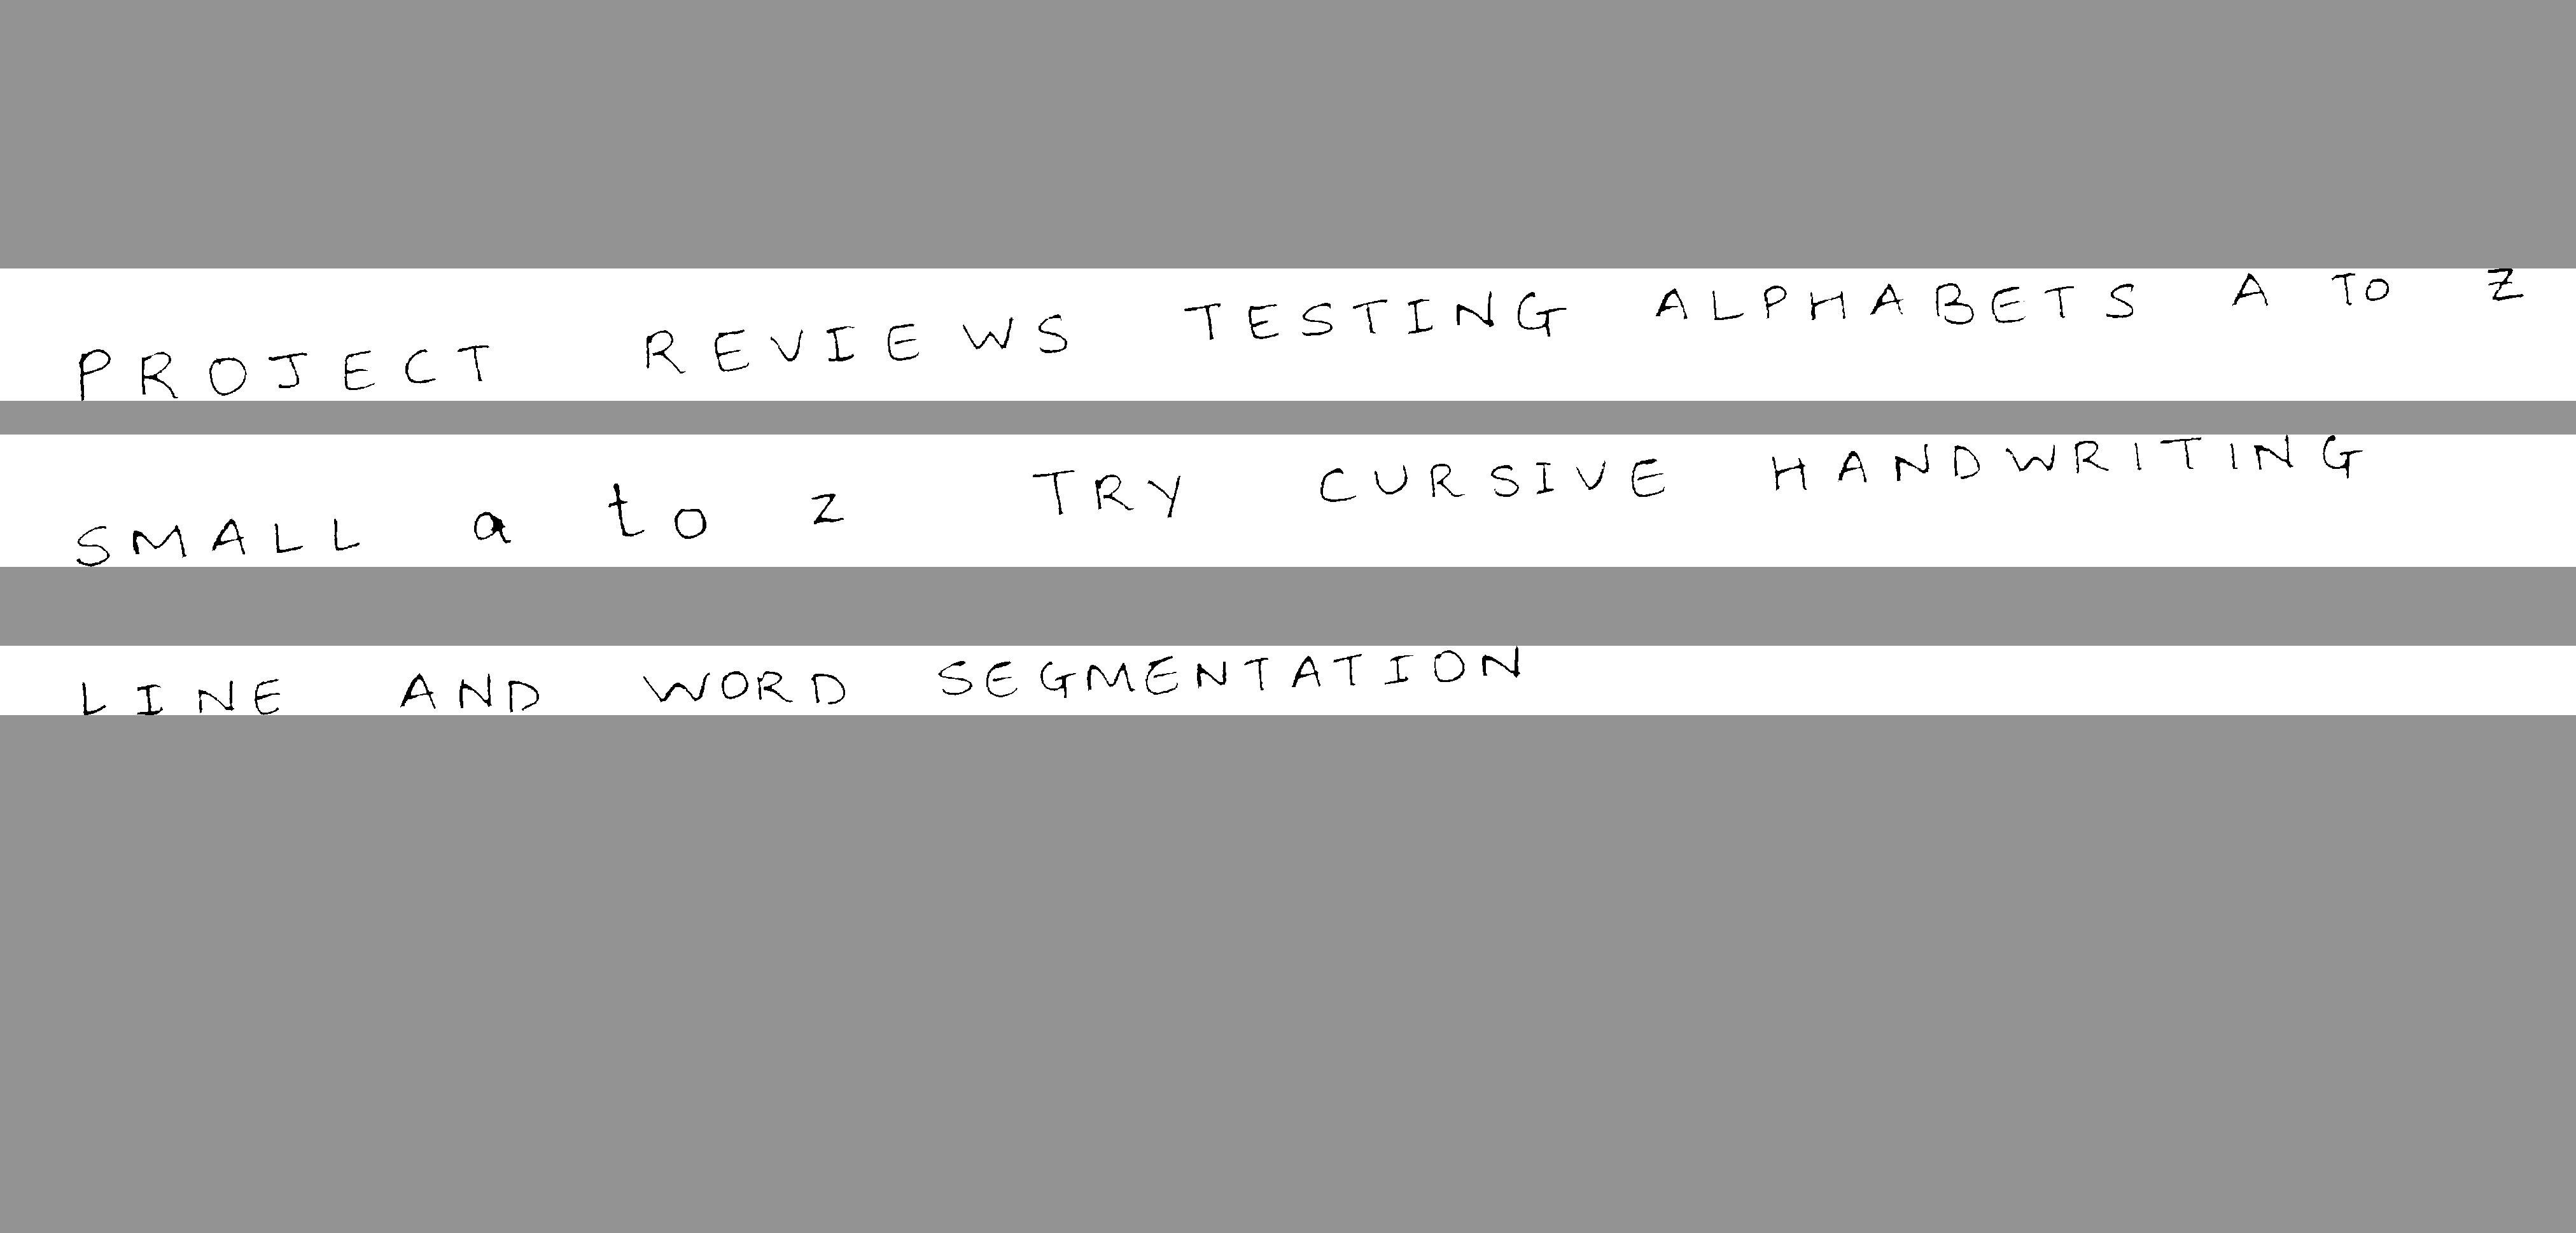 PROJECT REVIEWS TESTING ALPHABETS A TO Z
SMALL a to z TRY CURSIVE HANDWRITING
LINE AND WORD SEGMENTATION